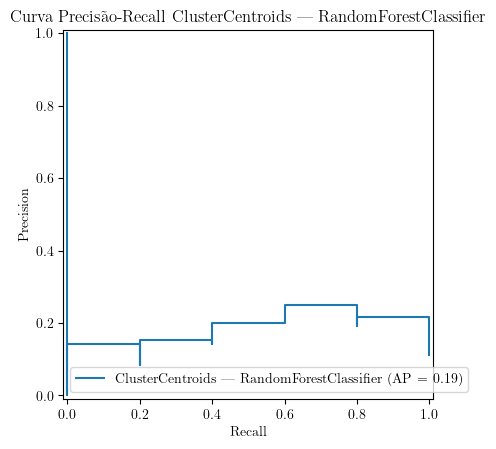 Curva Precisão-Recall ClusterCentroids — RandomForestClassifier
1.0
0.8
0.6
0.4
0.2
0.0
Precision
ClusterCentroids — RandomForestClassifier (AP = 0.19)
0.0 0.2 0.4 0.6 0.8 1.0
Recall